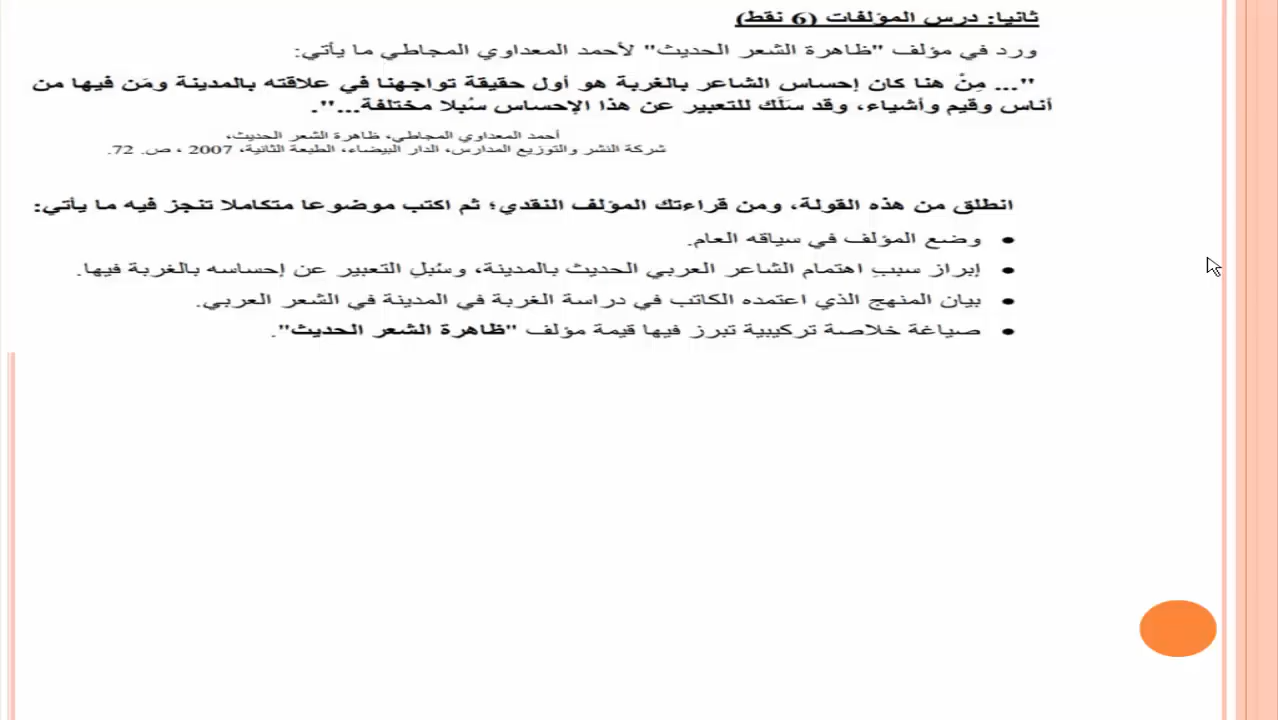 ثانيا: درس المؤلفات (6 نقط)
ورد في مؤلف "ظاهرة الشعر الحديث" لأحمد المعداوي المجاطي ما يأتي:
"... مِنْ هنا كان إحساس الشاعر بالغربة هو أول حقيقة تواجهنا في علاقته بالمدينة ومَن فيها من
أناس وقيم وأشياء، وقد سَلَك للتعبير عن هذا الإحساس سُبلا مختلفة...".
أحمد المعداوي المجاطي، ظاهرة الشعر الحديث،
شركة النشر والتوزيع المدارس، الدار البيضاء، الطبعة الثانية، 2007 ، ص. 72.
انطلق من هذه القولة، ومن قراءتك المؤلف النقدي؛ ثم اكتب موضوعا متكاملا تنجز فيه ما يأتي:
• وضع المؤلف في سياقه العام.
• إبراز سببِ اهتمام الشاعر العربي الحديث بالمدينة، وسُبلِ التعبير عن إحساسه بالغربة فيها.
• بيان المنهج الذي اعتمده الكاتب في دراسة الغربة في المدينة في الشعر العربي.
• صياغة خلاصة تركيبية تبرز فيها قيمة مؤلف "ظاهرة الشعر الحديث".